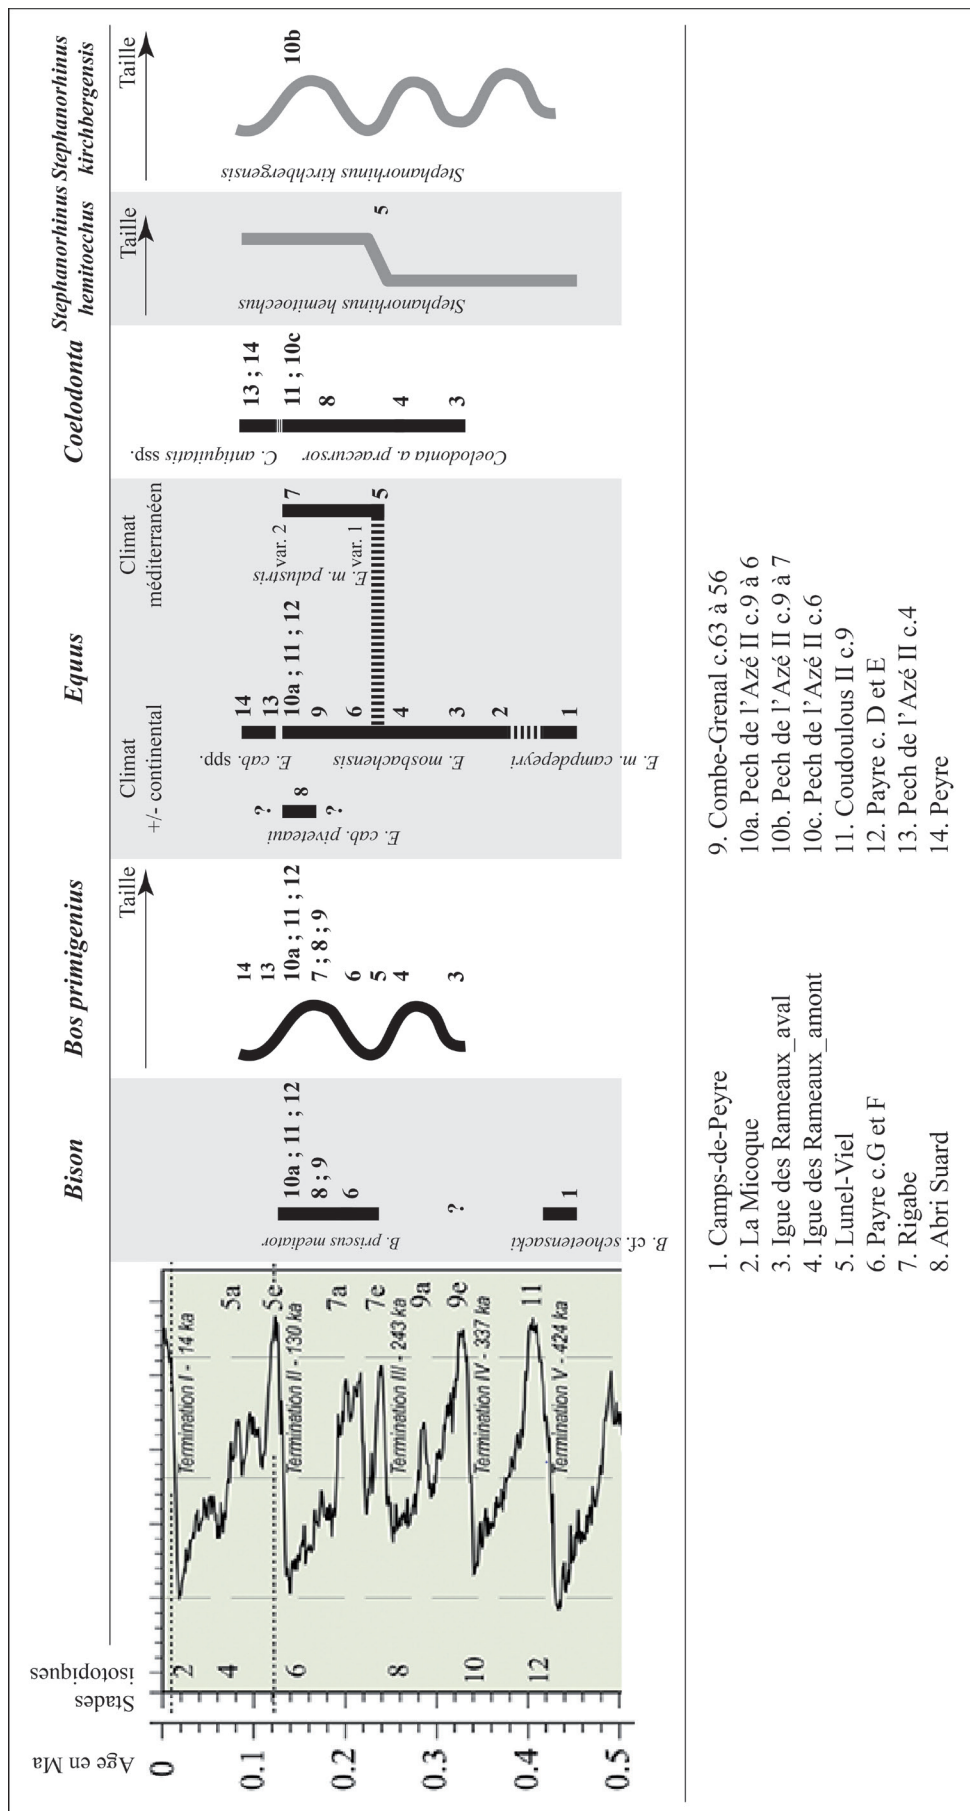 Age en Ma
Stades
isotopiques
Bison
Bos primigenius
Equus
Coelodonta
Stephanorhinus
hemitoechus
Stephanorhinus
kirchbergensis
Taille
Climat
+/- continental
Climat
méditerranéen
Taille
Taille
0
0.1
0.2
0.3
0.4
0.5
2
4
6
8
10
12
5a
5e
7a
7e
9a
9e
11
Termination I - 14 ka
Termination II - 130 ka
Termination III - 243 ka
Termination IV - 337 ka
Termination V - 424 ka
B. priscus mediator
10a ; 11 ; 12
8 ; 9
6
?
B. cf. schoetensacki
1
14
13
10a ; 11 ; 12
7 ; 8 ; 9
6
5
4
3
?
8
?
E. cab. piveteaui
E. cab. spp.
E. mosbachensis
E. m. campdepeyri
14
13
10a ; 11 ; 12
9
6
4
3
2
1
E. m. palustris
var. 2
var. 1
7
5
C. antiquitatis ssp.
Coelodonta a. praecursor
13 ; 14
11 ; 10c
8
4
3
Stephanorhinus hemitoechus
5
Stephanorhinus kirchbergensis
10b
1. Camps-de-Peyre
2. La Micoque
3. Igue des Rameaux_aval
4. Igue des Rameaux_amont
5. Lunel-Viel
6. Payre c.G et F
7. Rigabe
8. Abri Suard
9. Combe-Grenal c.63 à 56
10a. Pech de l'Azé II c.9 à 6
10b. Pech de l'Azé II c.9 à 7
10c. Pech de l'Azé II c.6
11. Coudoulous II c.9
12. Payre c. D et E
13. Pech de l'Azé II c.4
14. Peyre